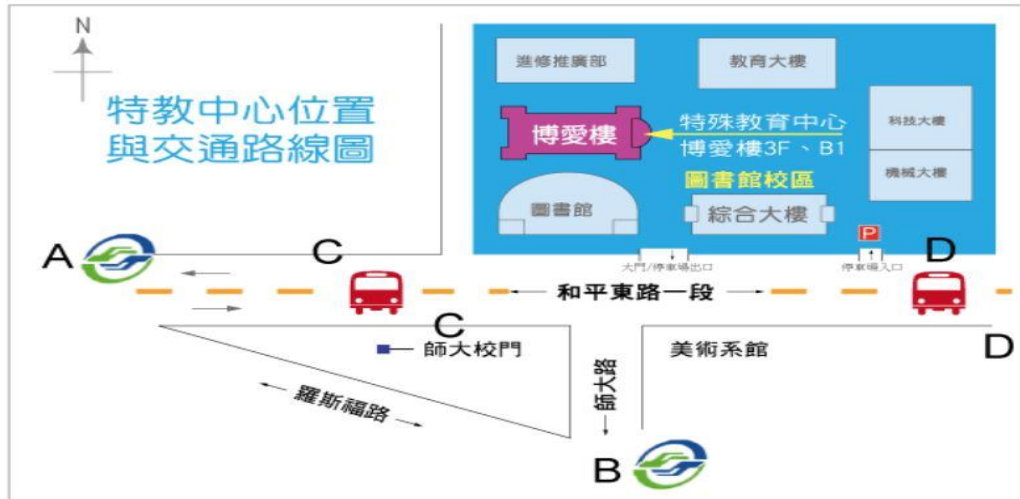 N
特教中心位置
與交通路線圖
進修推廣部
教育大樓
博愛樓
特殊教育中心
博愛樓3F、B1
圖書館校區
科技大樓
機械大樓
圖書館
綜合大樓
P
大門/停車場出口
停車場入口
A
C
D
和平東路一段
C
師大校門
美術系館
D
羅斯福路
師大路
B